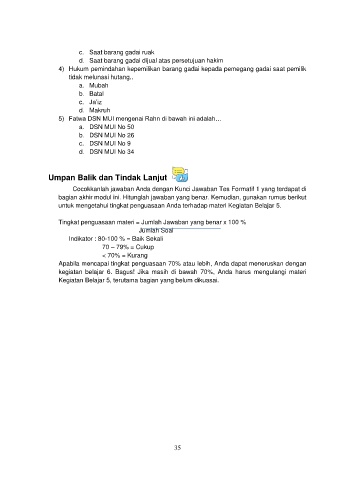 c. Saat barang gadai ruak
d. Saat barang gadai dijual atas persetujuan hakim
4) Hukum pemindahan kepemilikan barang gadai kepada pemegang gadai saat pemilik
tidak melunasi hutang..
a. Mubah
b. Batal
c. Ja'iz
d. Makruh
5) Fatwa DSN MUI mengenai Rahn di bawah ini adalah…
a. DSN MUI No 50
b. DSN MUI No 26
c. DSN MUI No 9
d. DSN MUI No 34
Umpan Balik dan Tindak Lanjut
Cocokkanlah jawaban Anda dengan Kunci Jawaban Tes Formatif 1 yang terdapat di
bagian akhir modul ini. Hitunglah jawaban yang benar. Kemudian, gunakan rumus berikut
untuk mengetahui tingkat penguasaan Anda terhadap materi Kegiatan Belajar 5.
Tingkat penguasaan materi = Jumlah Jawaban yang benar x 100 %
Jumlah Soal
Indikator : 80-100 % = Baik Sekali
70 – 79% = Cukup
< 70% = Kurang
Apabila mencapai tingkat penguasaan 70% atau lebih, Anda dapat meneruskan dengan
kegiatan belajar 6. Bagus! Jika masih di bawah 70%, Anda harus mengulangi materi
Kegiatan Belajar 5, terutama bagian yang belum dikuasai.
35